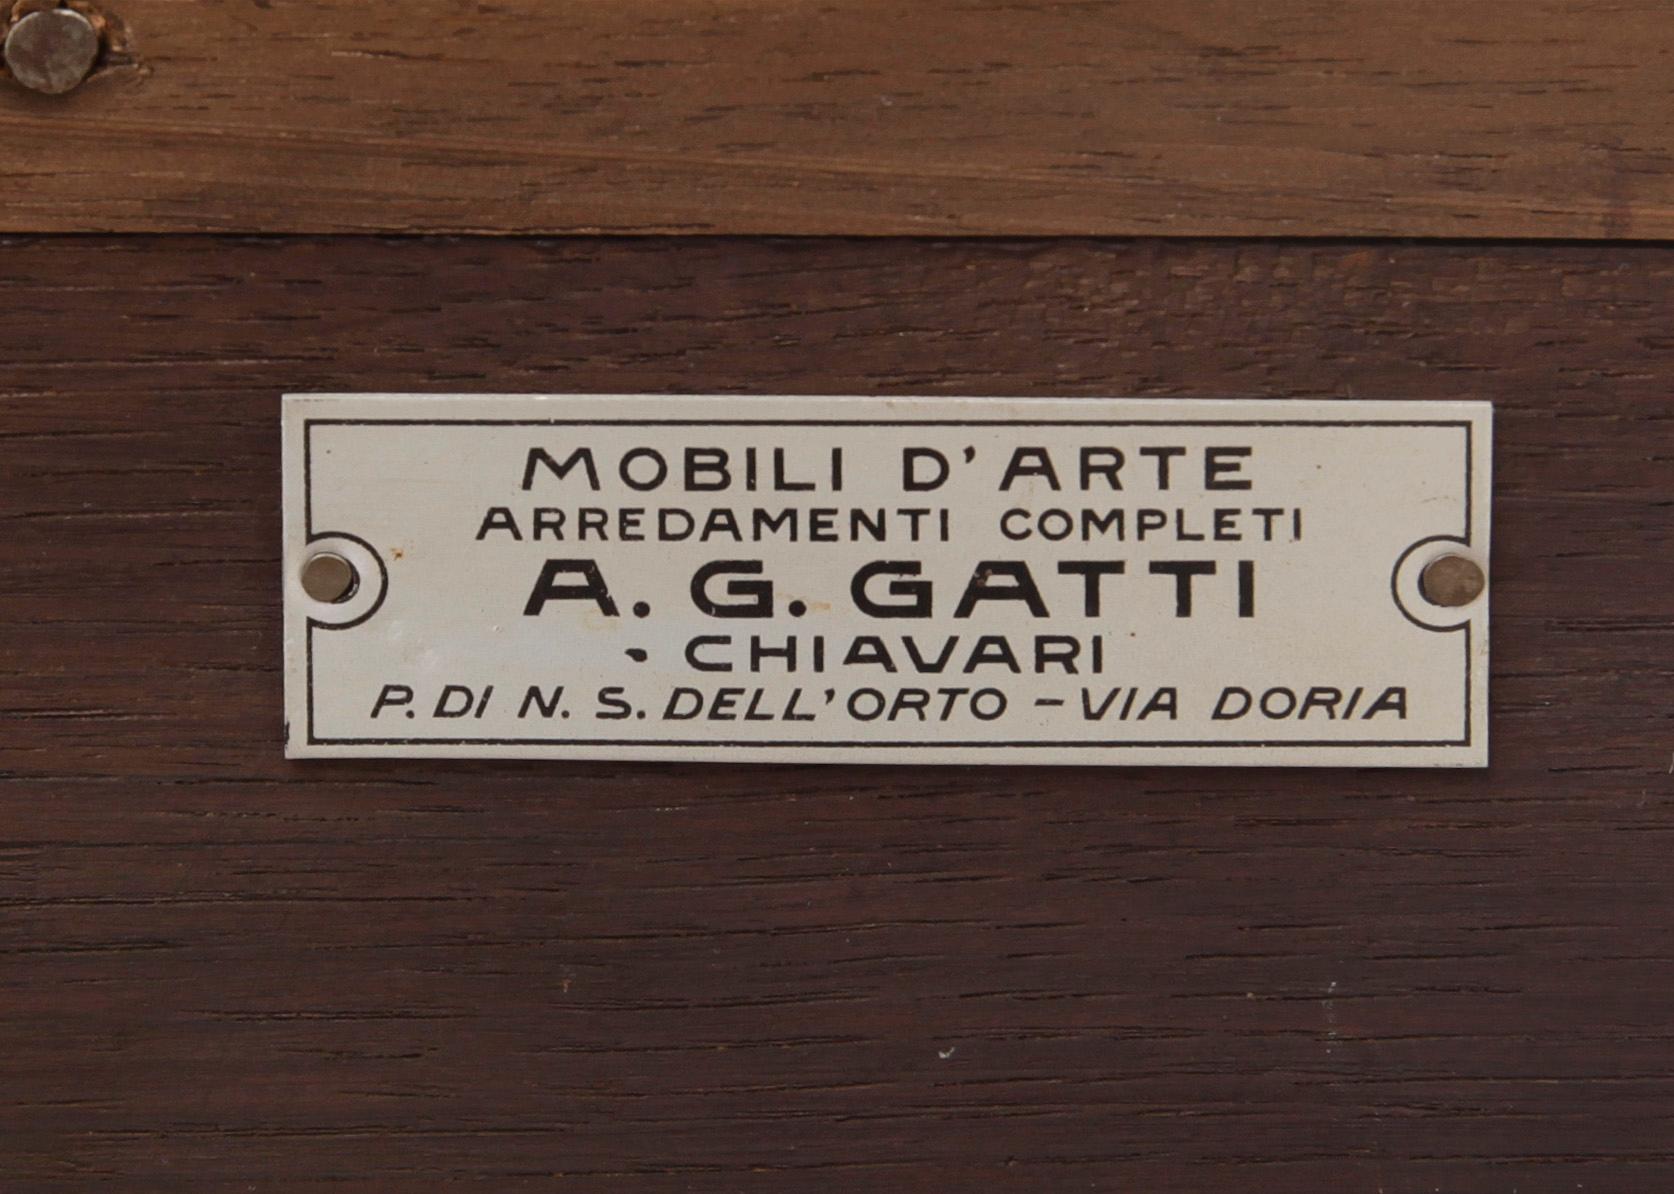 MOBILI D'ARTE
ARREDAMENTI COMPLETI
A. G. GATTI
CHIAVARI
P. DI N. S. DELL'ORTO - VIA DORIA